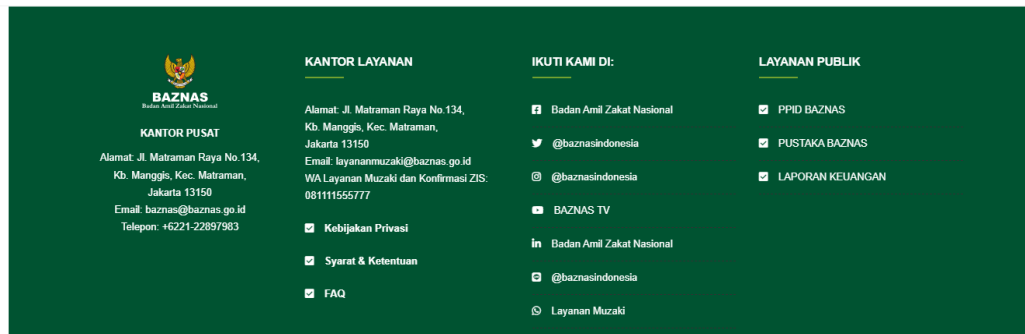 BAZNAS
Badan Amil Zakat Nasional
KANTOR PUSAT
Alamat: Jl. Matraman Raya No.134,
Kb. Manggis, Kec. Matraman,
Jakarta 13150
Email: baznas@baznas.go.id
Telepon: +6221-22897983
KANTOR LAYANAN
Alamat: Jl. Matraman Raya No.134,
Kb. Manggis, Kec. Matraman,
Jakarta 13150
Email: layananmuzaki@baznas.go.id
WA Layanan Muzaki dan Konfirmasi ZIS:
081111555777
Kebijakan Privasi
Syarat & Ketentuan
FAQ
IKUTI KAMI DI:
Badan Amil Zakat Nasional
@baznasindonesia
@baznasindonesia
BAZNAS TV
Badan Amil Zakat Nasional
@baznasindonesia
Layanan Muzaki
LAYANAN PUBLIK
PPID BAZNAS
PUSTAKA BAZNAS
LAPORAN KEUANGAN